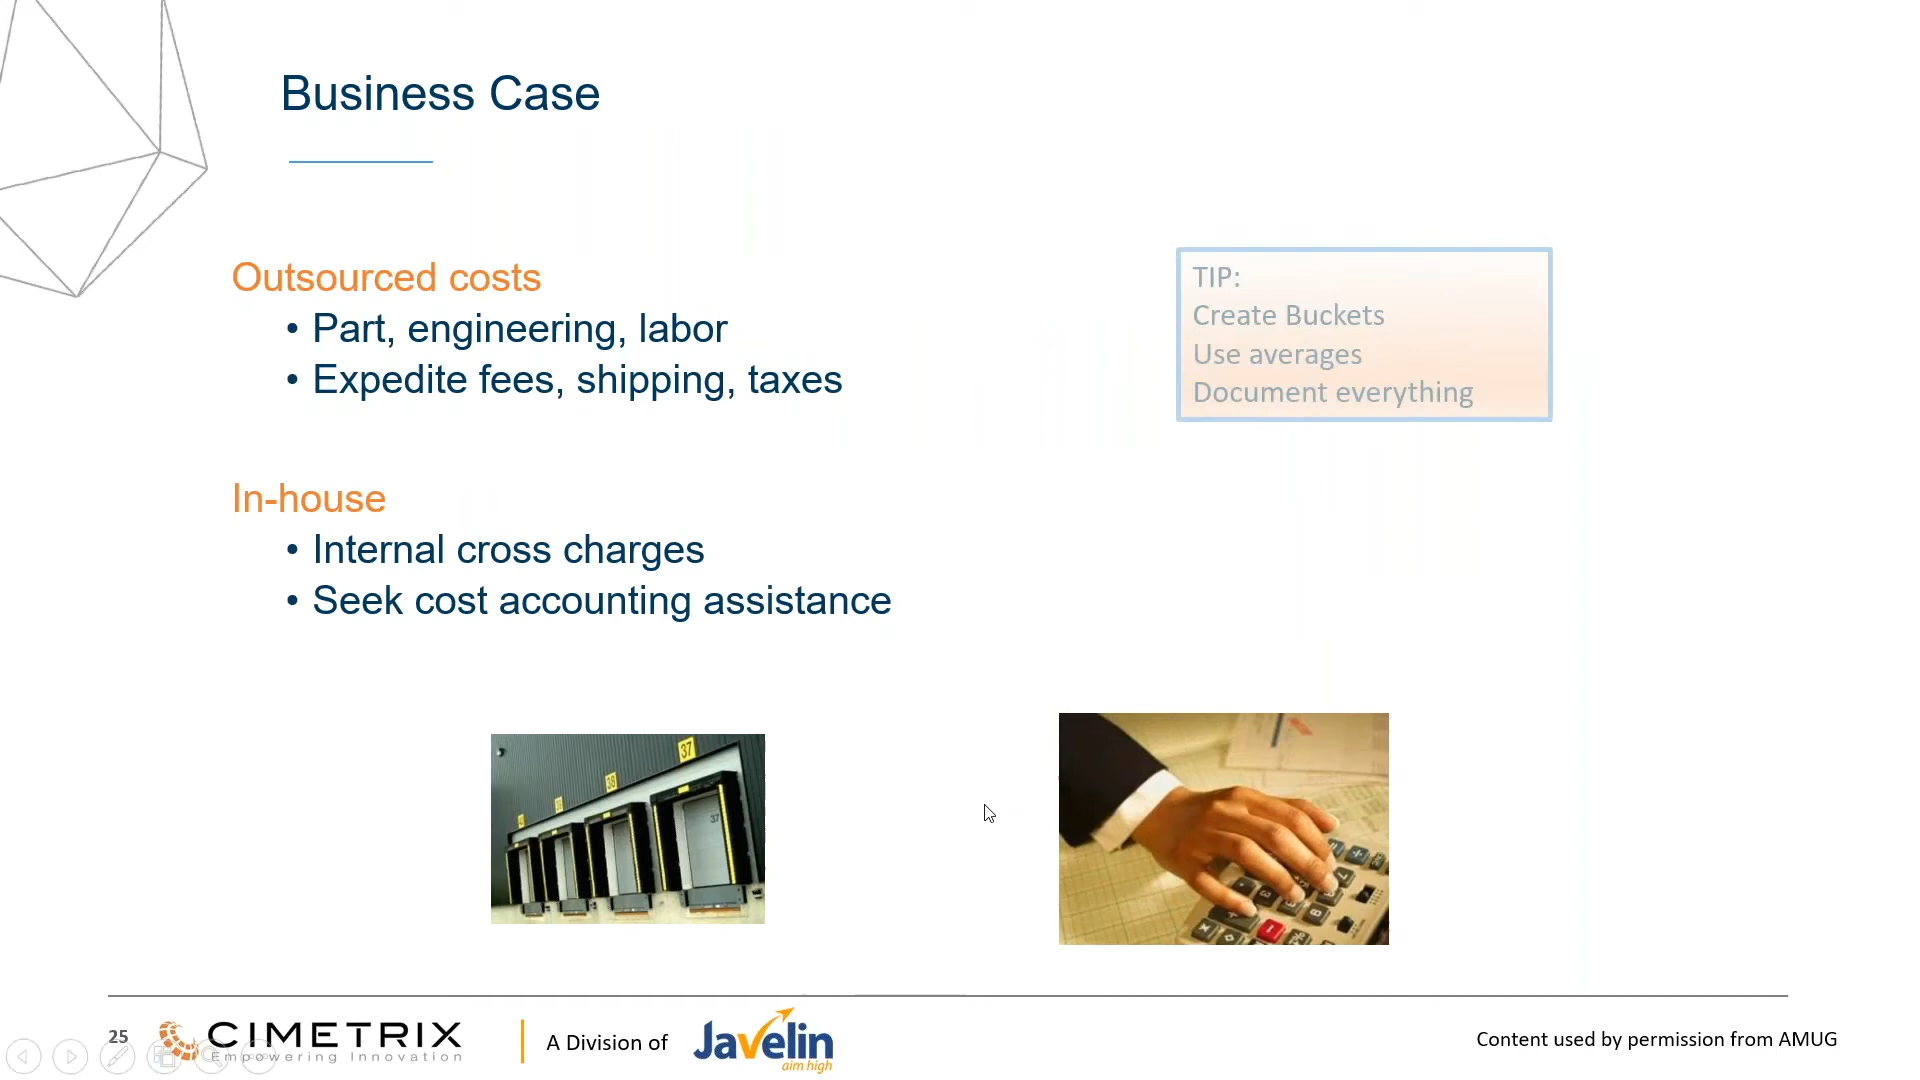 Business Case
Outsourced costs
• Part, engineering, labor
• Expedite fees, shipping, taxes
TIP:
Create Buckets
Use averages
Document everything
In-house
• Internal cross charges
• Seek cost accounting assistance
37
38
37
25
CIMETRIX
Empowering Innovation
A Division of
Javelin
aim high
Content used by permission from AMUG